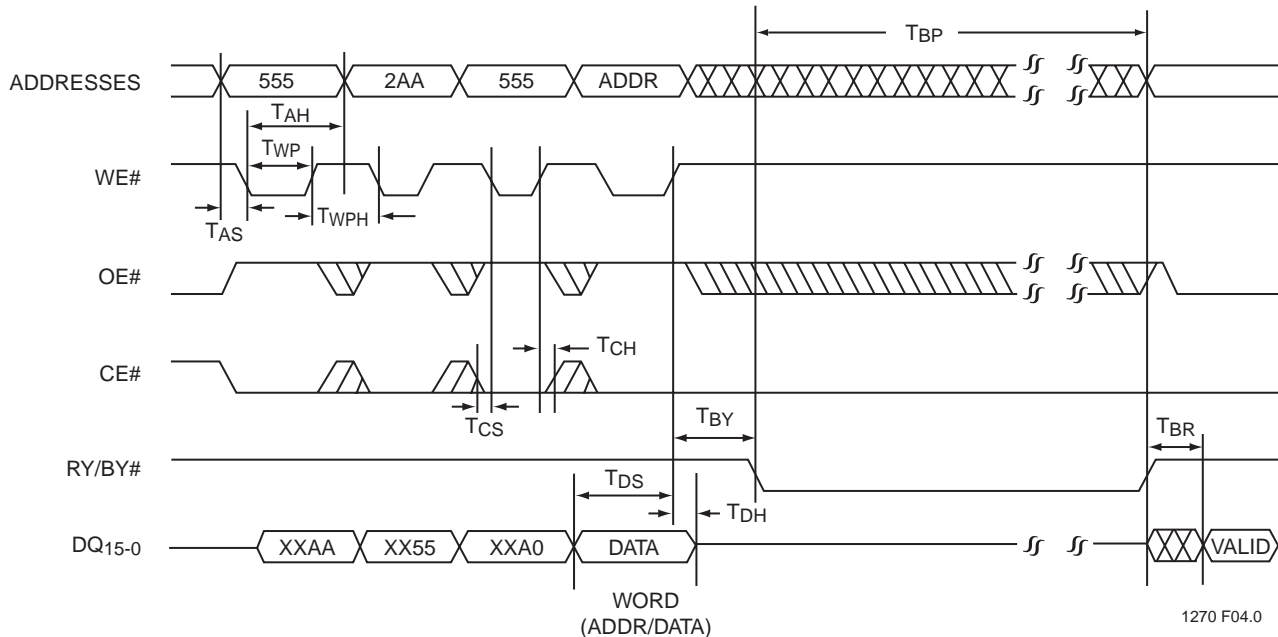 TBP
ADDRESSES 555 2AA 555 ADDR
TAH
TWP
WE#
TWPH
TAS
OE#
TCH
CE#
TCS
TBY
TBR
RY/BY#
TDS
TDH
DQ15-0 XXAA XX55 XXA0 DATA VALID
WORD
(ADDR/DATA)
1270 F04.0